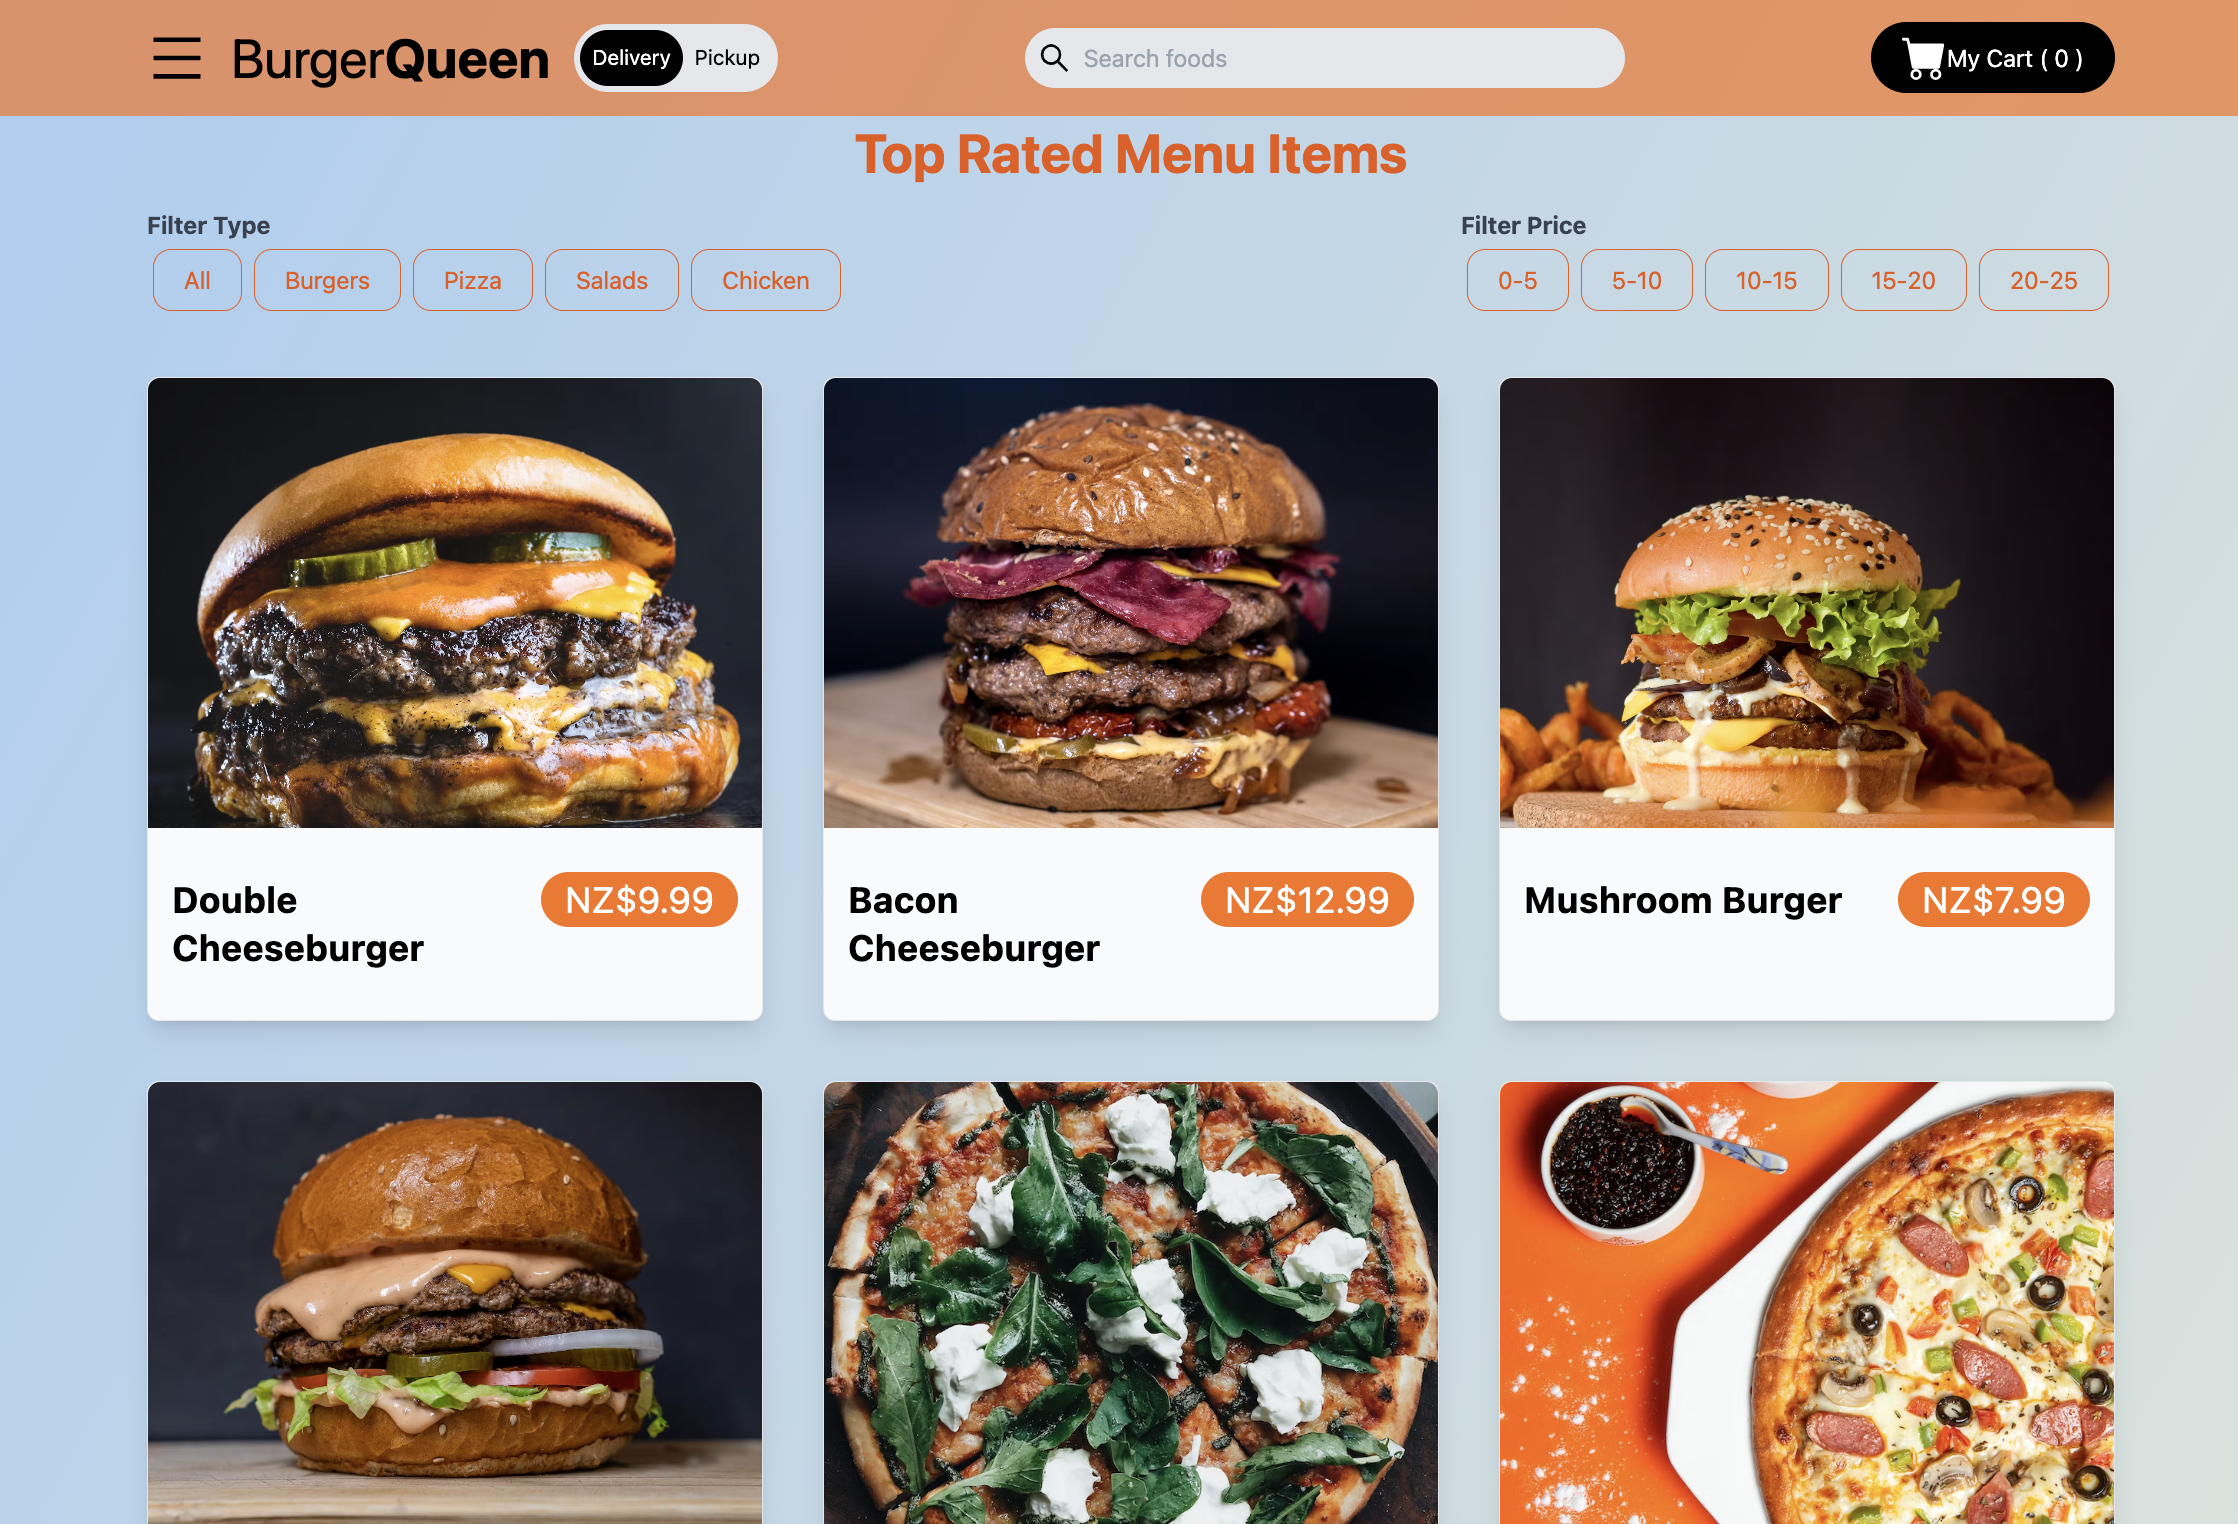 BurgerQueen Delivery Pickup Search foods My Cart ( 0 )
Top Rated Menu Items
Filter Type Filter Price
All Burgers Pizza Salads Chicken 0-5 5-10 10-15 15-20 20-25
Double NZ$9.99
Cheeseburger
Bacon NZ$12.99
Cheeseburger
Mushroom Burger NZ$7.99